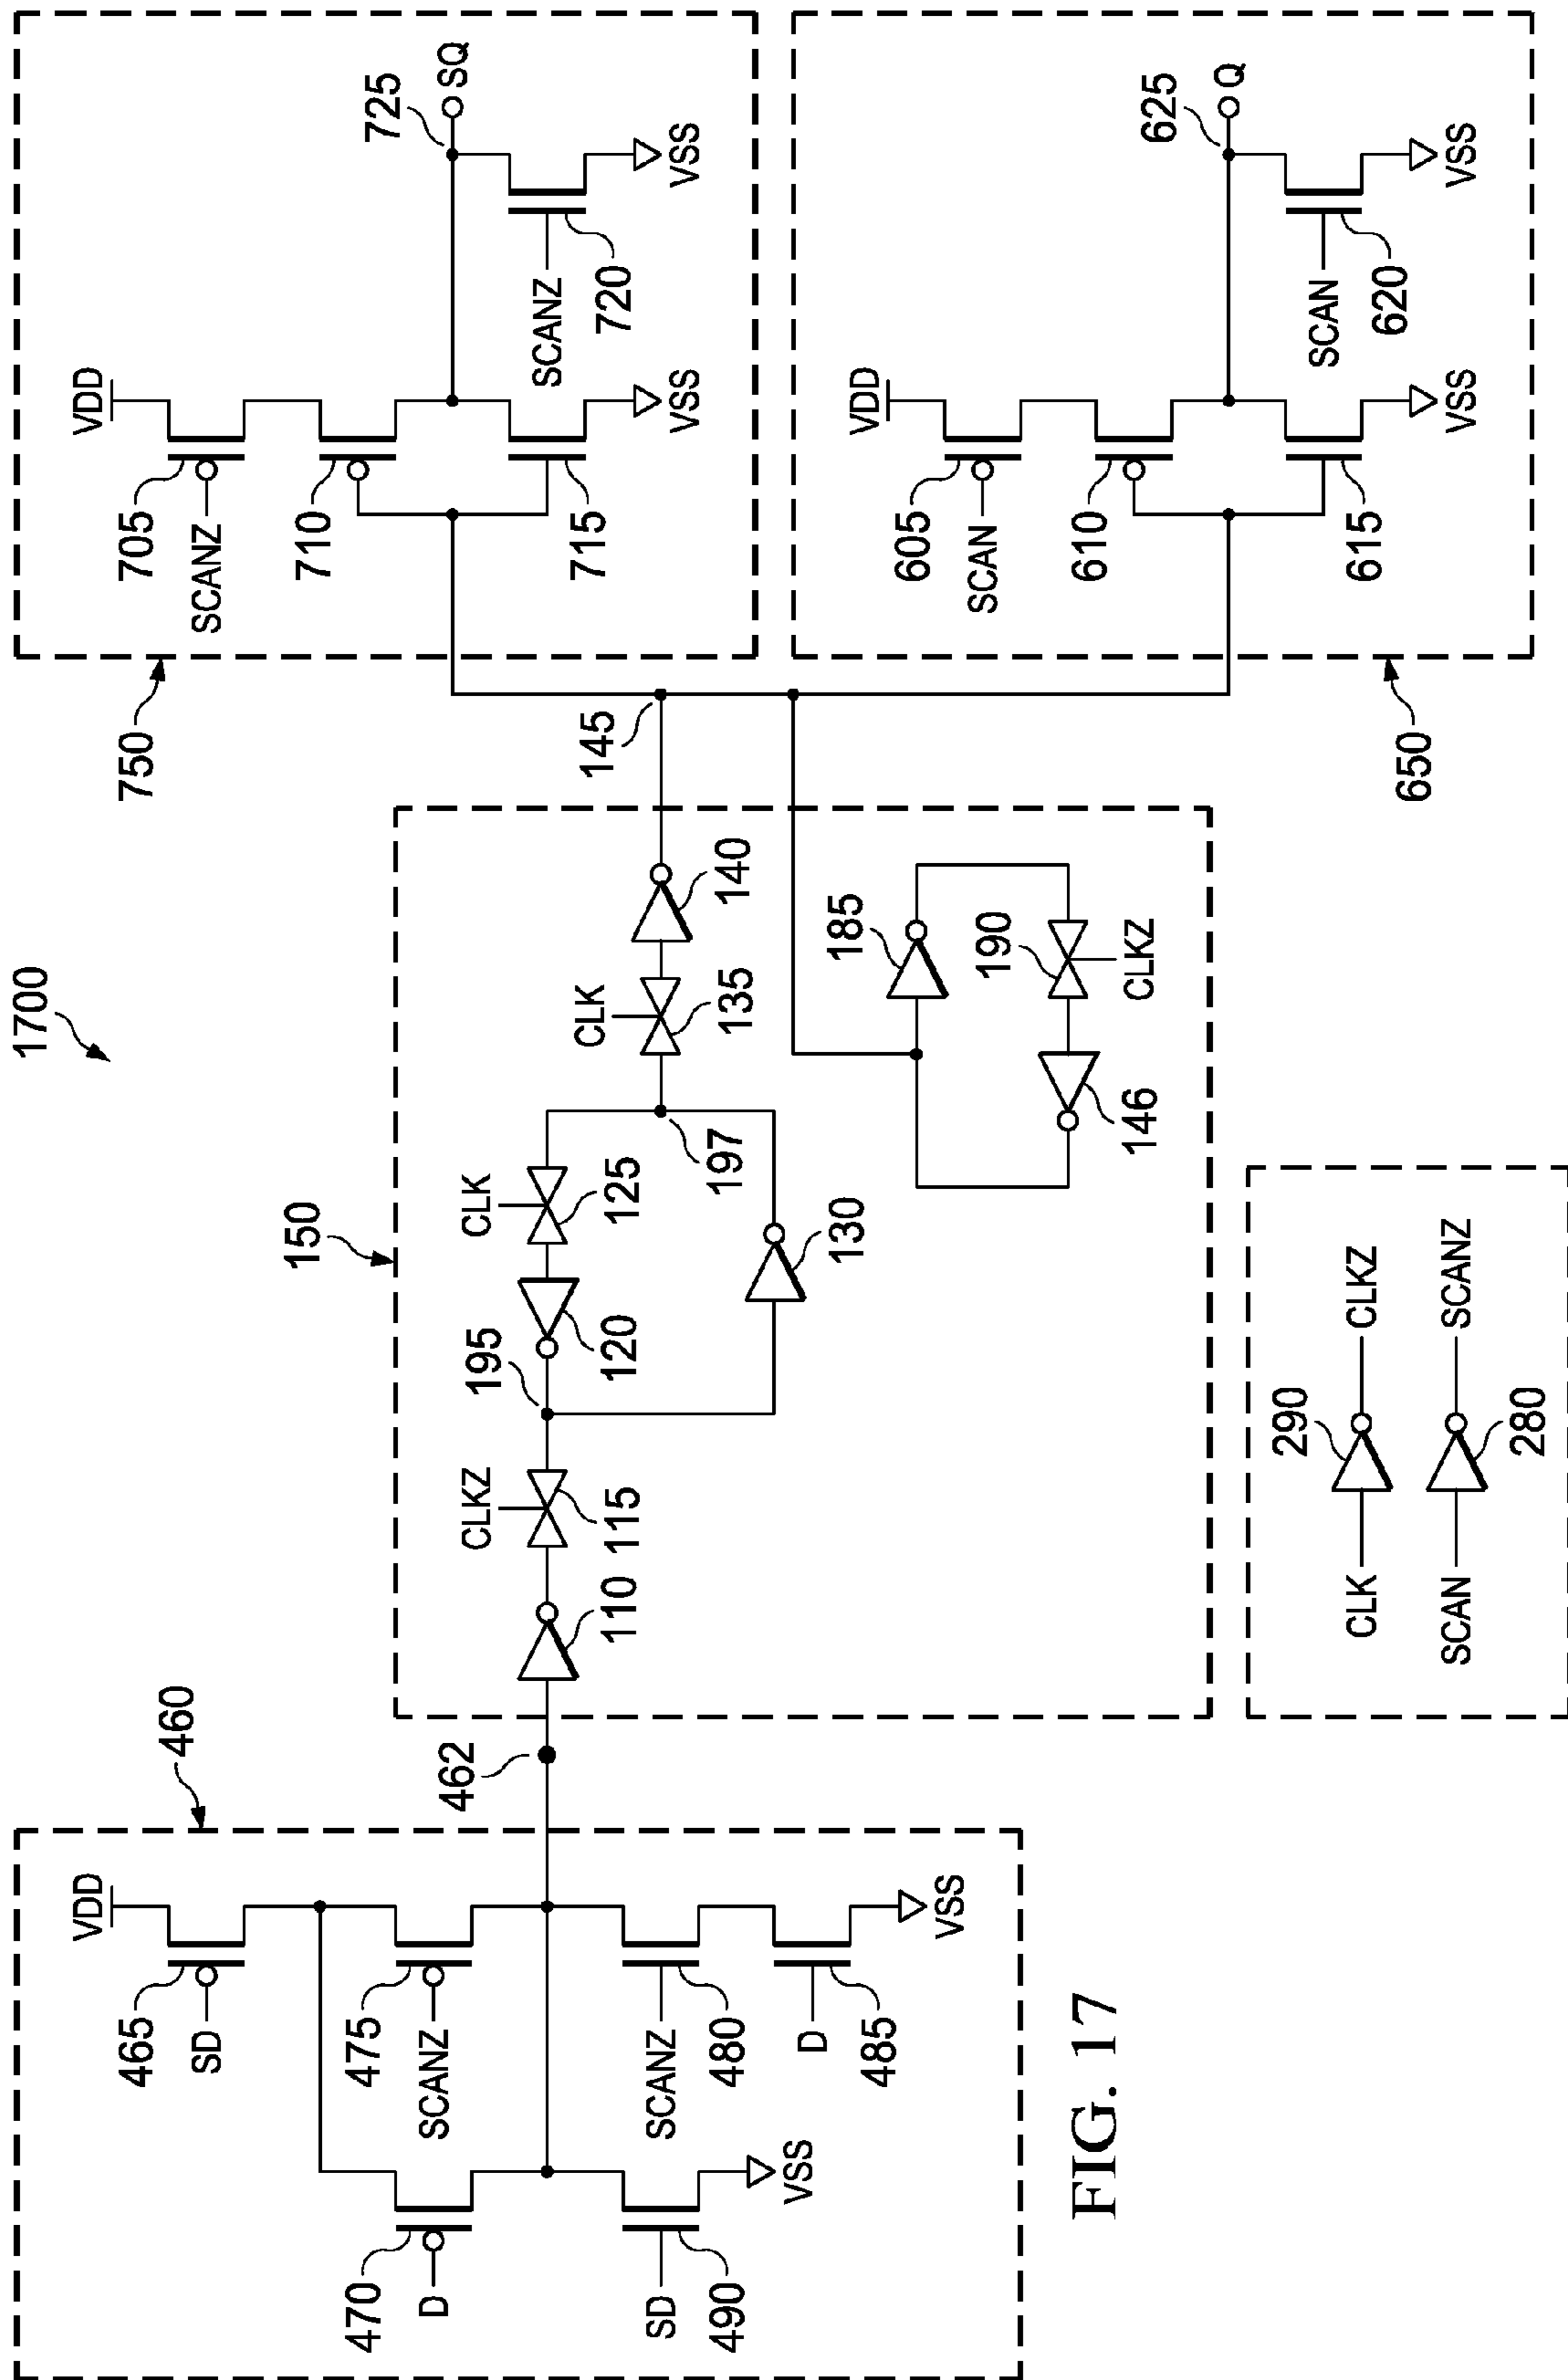 1700
460
VDD
465
SD
475
SCANZ
470
D
SCANZ
480
SD
490
D
485
VSS
VSS
462
150
110
CLKZ
115
195
120
CLK
125
197
130
CLK
135
140
145
185
190
CLKZ
146
750
VDD
705
SCANZ
710
715
VSS
725
SQ
SCANZ
720
VSS
650
VDD
605
SCAN
610
615
VSS
625
Q
SCAN
620
VSS
290
CLK
CLKZ
SCAN
SCANZ
280
FIG. 17